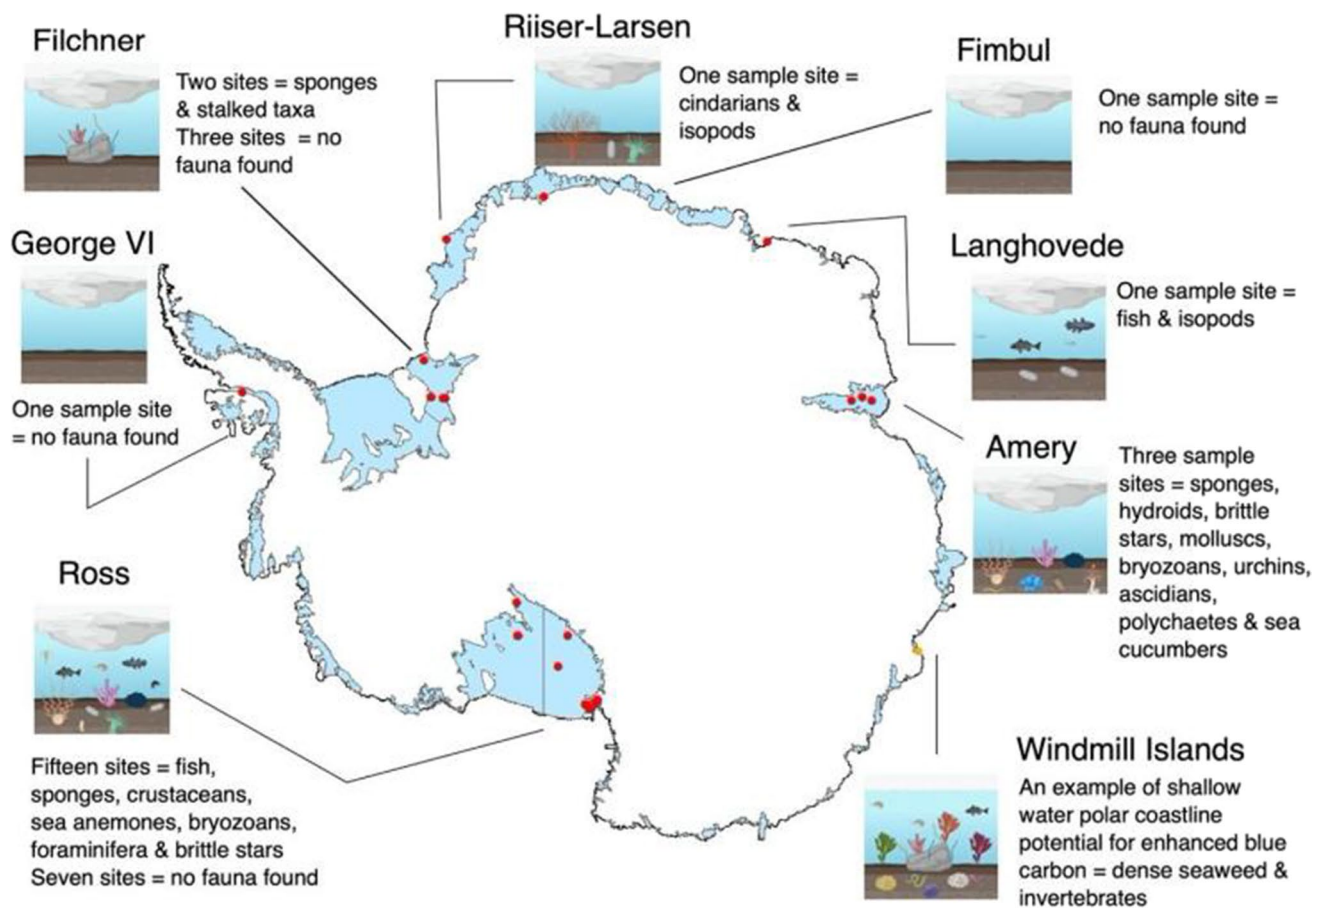 Filchner
Two sites = sponges
& stalked taxa
Three sites = no
fauna found
Riiser-Larsen
One sample site =
cindarians &
isopods
Fimbul
One sample site =
no fauna found
George VI
One sample site
= no fauna found
Langhovede
One sample site =
fish & isopods
Amery
Three sample
sites = sponges,
hydroids, brittle
stars, molluscs,
bryozoans, urchins,
ascidians,
polychaetes & sea
cucumbers
Ross
Fifteen sites = fish,
sponges, crustaceans,
sea anemones, bryozoans,
foraminifera & brittle stars
Seven sites = no fauna found
Windmill Islands
An example of shallow
water polar coastline
potential for enhanced blue
carbon = dense seaweed &
invertebrates